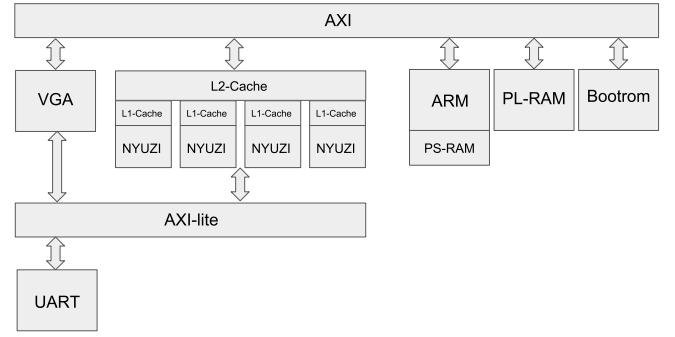 AXI
VGA
L2-Cache
L1-Cache L1-Cache L1-Cache L1-Cache
NYUZI NYUZI NYUZI NYUZI
ARM
PS-RAM
PL-RAM
Bootrom
AXI-lite
UART